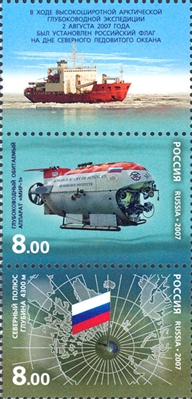 В ХОДЕ ВЫСОКОШИРОТНОЙ АРКТИЧЕСКОЙ
ГЛУБОКОВОДНОЙ ЭКСПЕДИЦИИ
2 АВГУСТА 2007 ГОДА
БЫЛ УСТАНОВЛЕН РОССИЙСКИЙ ФЛАГ
НА ДНЕ СЕВЕРНОГО ЛЕДОВИТОГО ОКЕАНА
ГЛУБОКОВОДНЫЙ ОБИТАЕМЫЙ
АППАРАТ «МИР-1»
РОССИЯ
RUSSIA • 2007
8.00
СЕВЕРНЫЙ ПОЛЮС
ГЛУБИНА 4300 М
РОССИЯ
RUSSIA • 2007
8.00